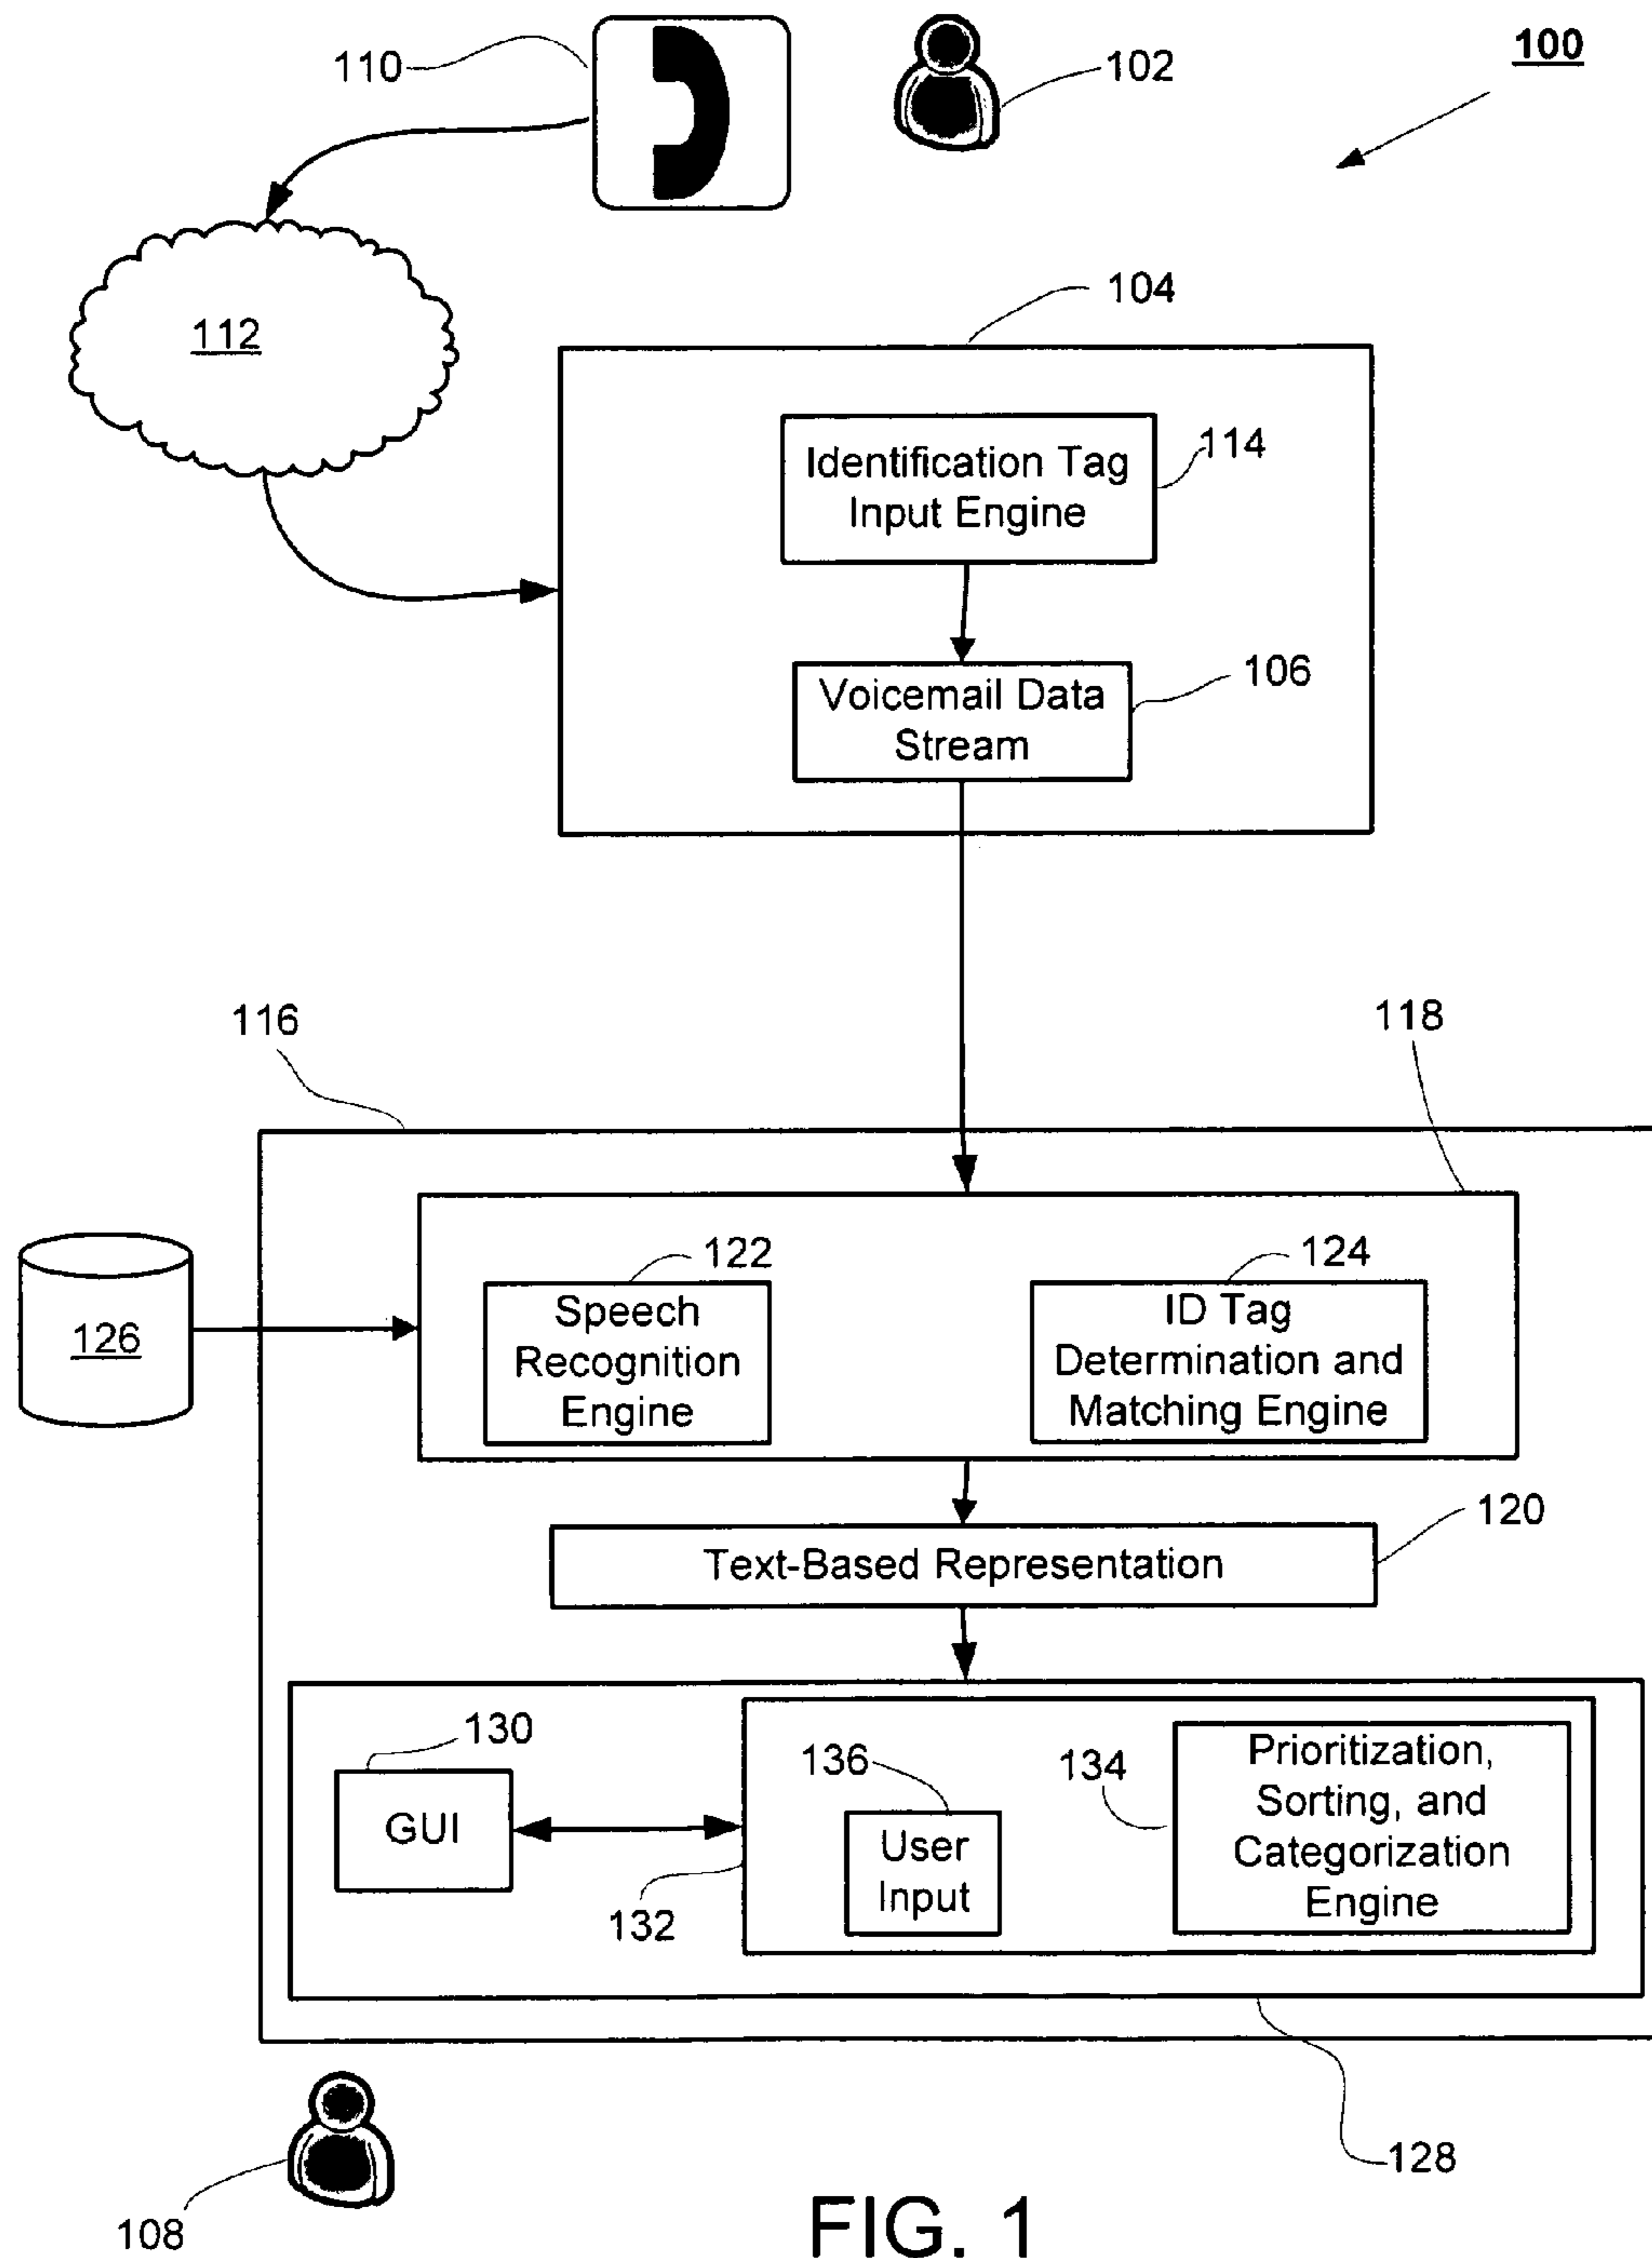 110
102
100
112
104
Identification Tag
Input Engine
114
Voicemail Data
Stream
106
116
118
122
124
126
Speech
Recognition
Engine
ID Tag
Determination and
Matching Engine
120
Text-Based Representation
130
GUI
132
136
User
Input
134
Prioritization,
Sorting, and
Categorization
Engine
128
108
FIG. 1